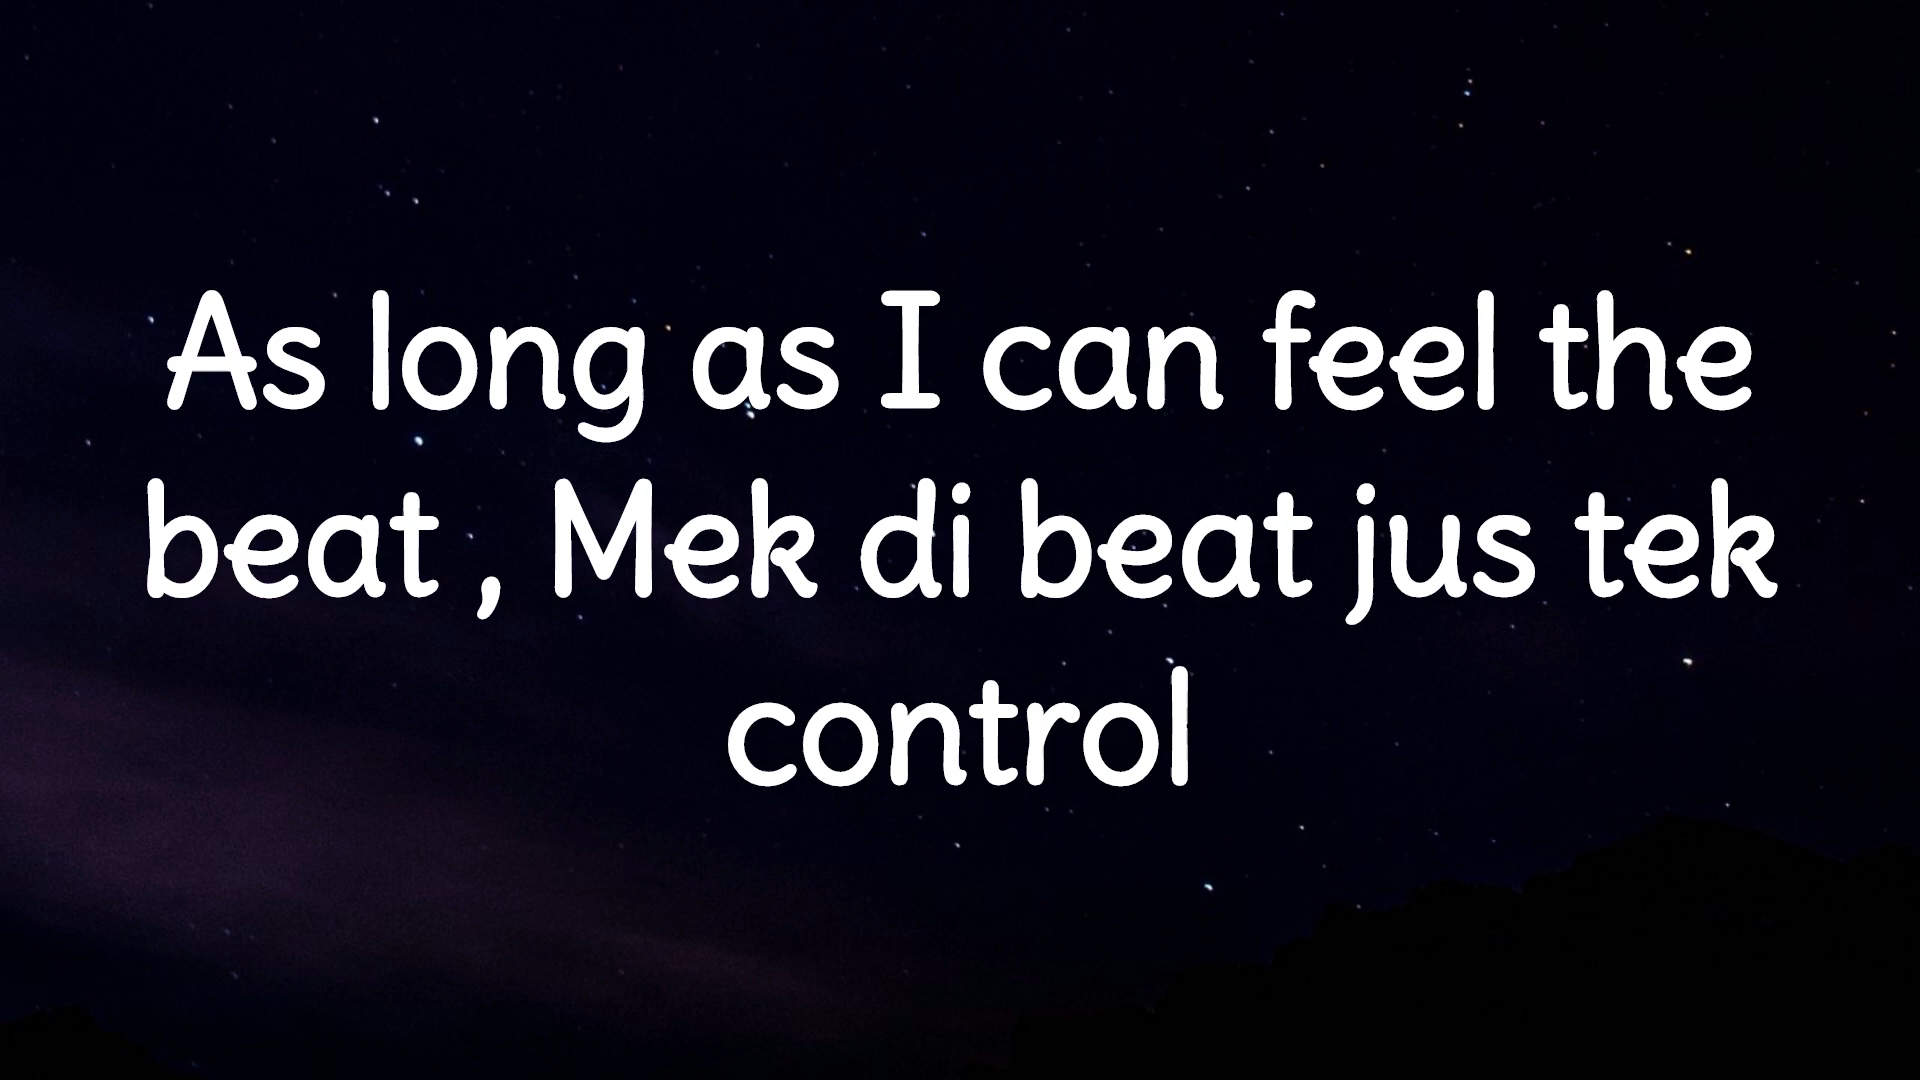 As long as I can feel the
beat , Mek di beat jus tek
control